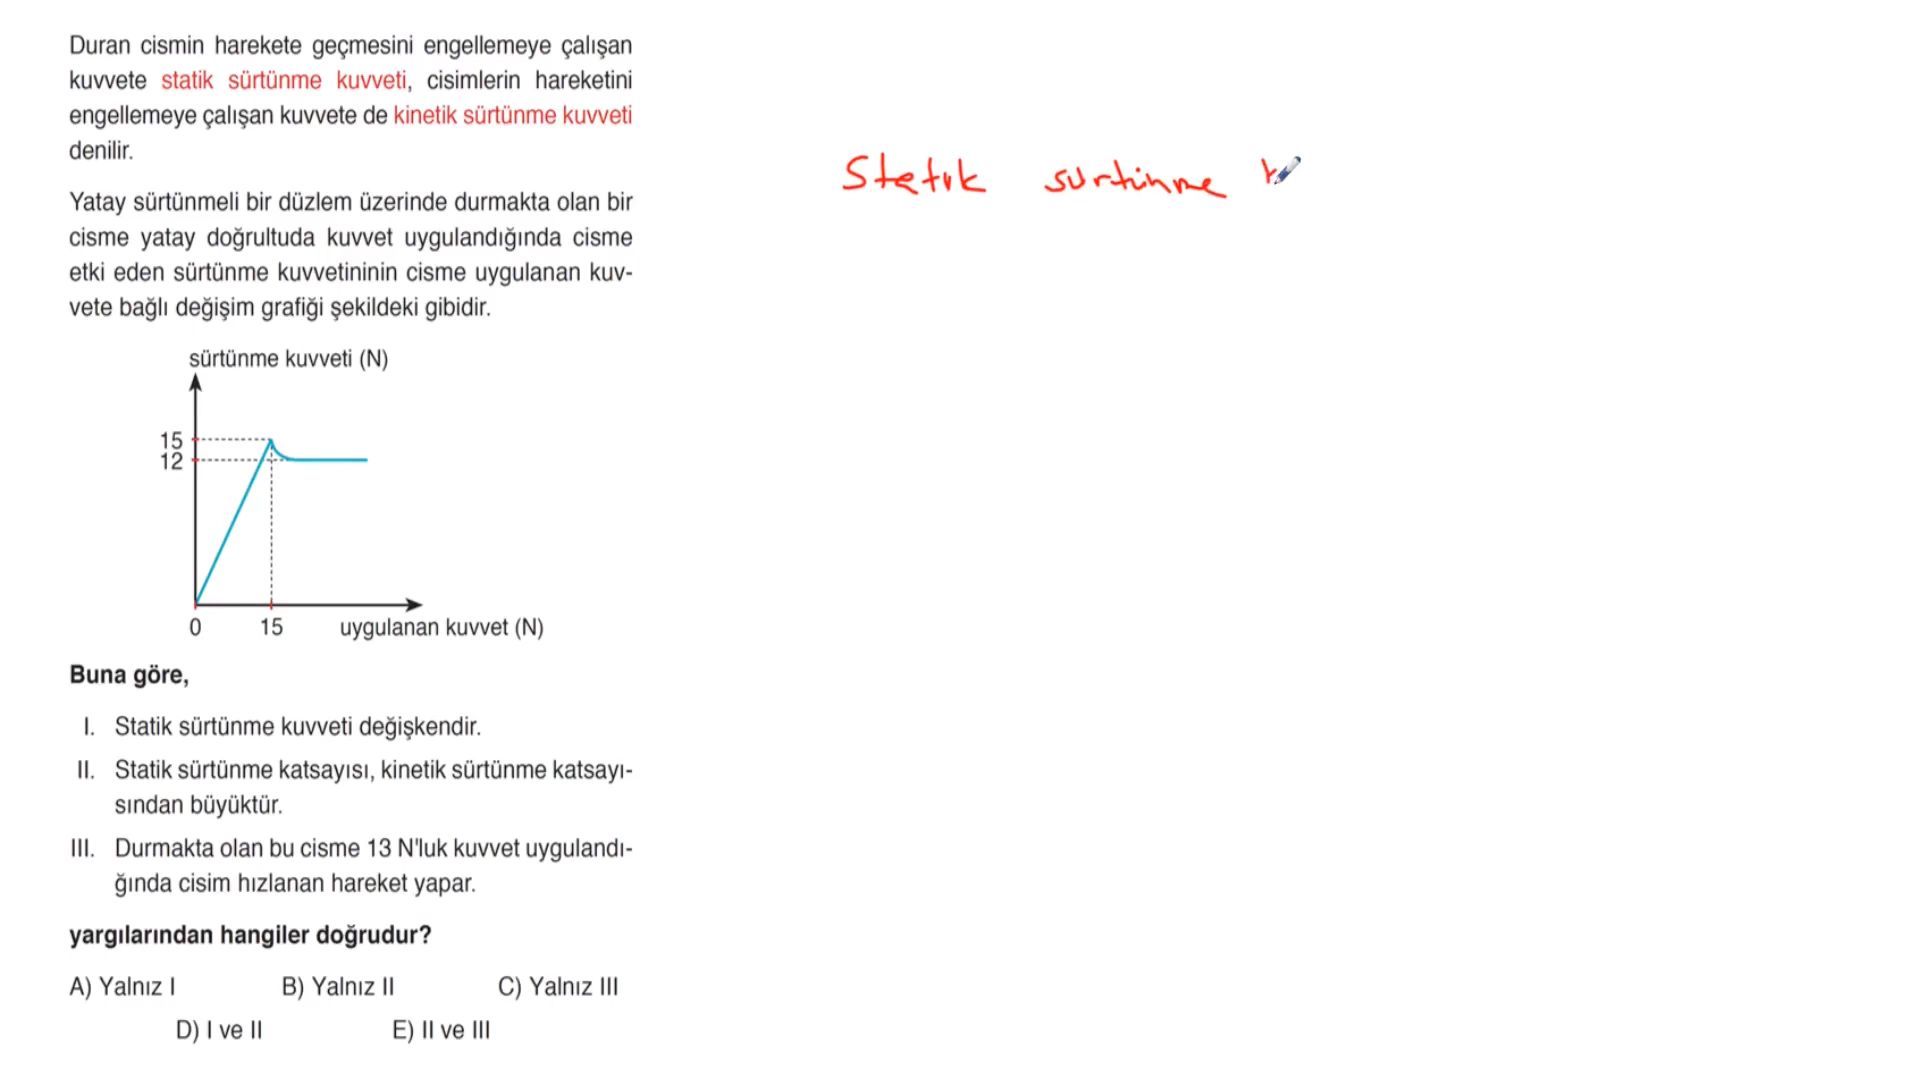 Duran cismin harekete geçmesini engellemeye çalışan
kuvvete statik sürtünme kuvveti, cisimlerin hareketini
engellemeye çalışan kuvvete de kinetik sürtünme kuvveti
denilir.
Yatay sürtünmeli bir düzlem üzerinde durmakta olan bir
cisme yatay doğrultuda kuvvet uygulandığında cisme
etki eden sürtünme kuvvetininin cisme uygulanan kuv-
vete bağlı değişim grafiği şekildeki gibidir.
sürtünme kuvveti (N)
15
12
0 15 uygulanan kuvvet (N)
Buna göre,
I. Statik sürtünme kuvveti değişkendir.
II. Statik sürtünme katsayısı, kinetik sürtünme katsayı-
sından büyüktür.
III. Durmakta olan bu cisme 13 N'luk kuvvet uygulandı-
ğında cisim hızlanan hareket yapar.
yargılarından hangiler doğrudur?
A) Yalnız I B) Yalnız II C) Yalnız III
D) I ve II E) II ve III
Statik sürtünme